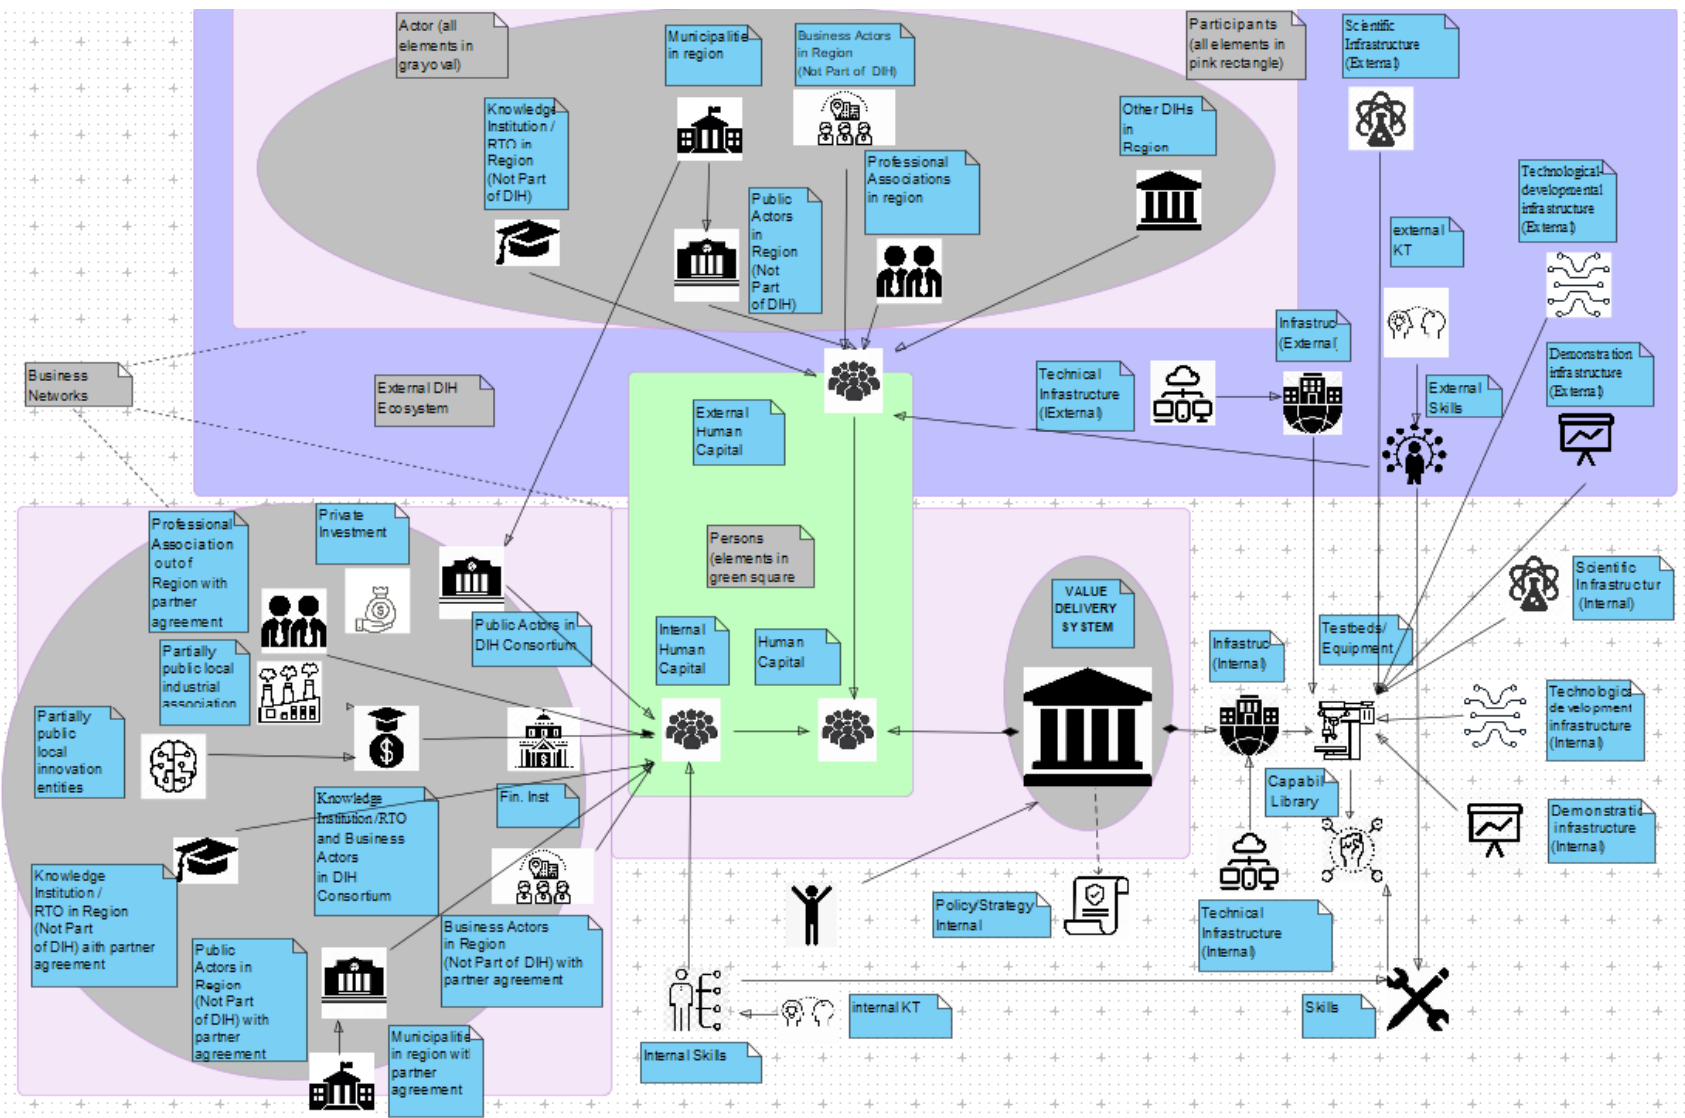 Actor (all
elements in
gray oval)
Municipalitie
in region
Business Actors
in Region
(Not Part of DIH)
Participants
(all elements in
pink rectangle)
Scientific
Infrastructure
(External)
Knowledge
Institution /
RTO in
Region
(Not Part
of DIH)
Other DIHs
in
Region
Professional
Associations
in region
Public
Actors
in
Region
(Not
Part
of DIH)
Technological-
developmental
infrastructure
(External)
external
KT
Infrastruc
(External
Business
Networks
External DIH
Ecosystem
Technical
Infrastructure
(IExternal)
Demonstration
infrastructure
(External)
External
Skills
External
Human
Capital
Professional
Association
out of
Region with
partner
agreement
Private
Investment
Persons
(elements in
green square
VALUE
DELIVERY
SYSTEM
Scientific
Infrastructur
(Internal)
Public Actors in
DIH Consortium
Internal
Human
Capital
Human
Capital
Infrastruc
(Internal)
Testbeds/
Equipment
Partially
public local
industrial
association
Partially
public
local
innovation
entities
Technologica
development
infrastructure
(Internal)
Knowledge
Institution /RTO
and Business
Actors
in DIH
Consortium
Fin. Inst
Capabil
Library
Demonstratio
infrastructure
(Internal)
Knowledge
Institution /
RTO in Region
(Not Part
of DIH) aith partner
agreement
Policy/Strategy
Internal
Technical
Infrastructure
(Internal)
Business Actors
in Region
(Not Part of DIH) with
partner agreement
Public
Actors in
Region
(Not Part
of DIH) with
partner
agreement
internal KT
Skills
Municipalitie
in region wit
partner
agreement
Internal Skills